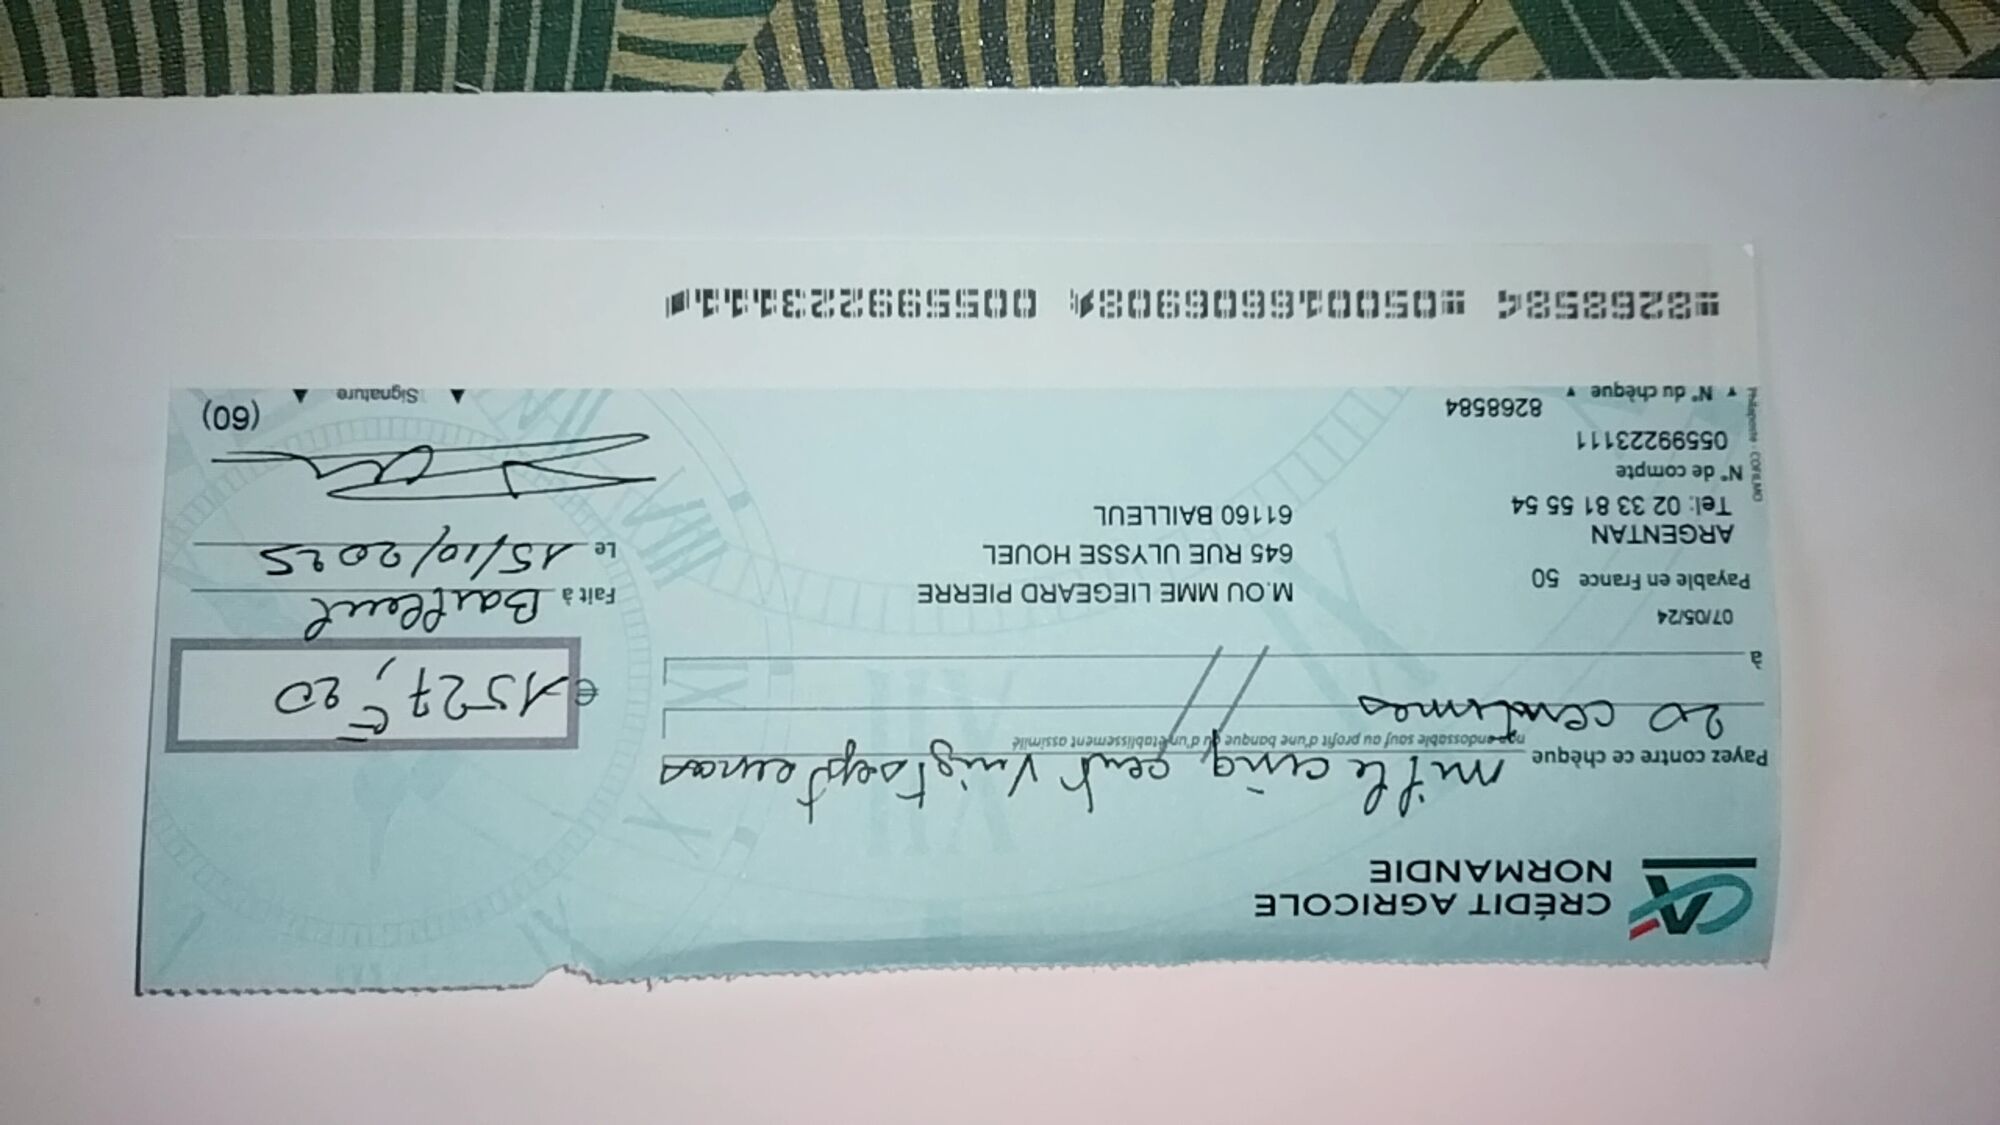 CRÉDIT AGRICOLE
NORMANDIE
Payez contre ce chèque mille cinq cent vingt sept euros
non endossable sauf au profit d'une banque ou d'un établissement assimilé
20 centimes
€ 1527,€20
à
Fait à Bailleul
Le 15/10/2025
07/05/24
Payable en France 50
ARGENTAN
Tel: 02 33 81 55 54
N° de compte
05599223111
8268584
▼ N° du chèque ▼
M.OU MME LIEGEARD PIERRE
645 RUE ULYSSE HOUEL
61160 BAILLEUL
(60)
▲ Signature ▲
⑈8268584 ⑈050016606908⑆ 005599223111⑉